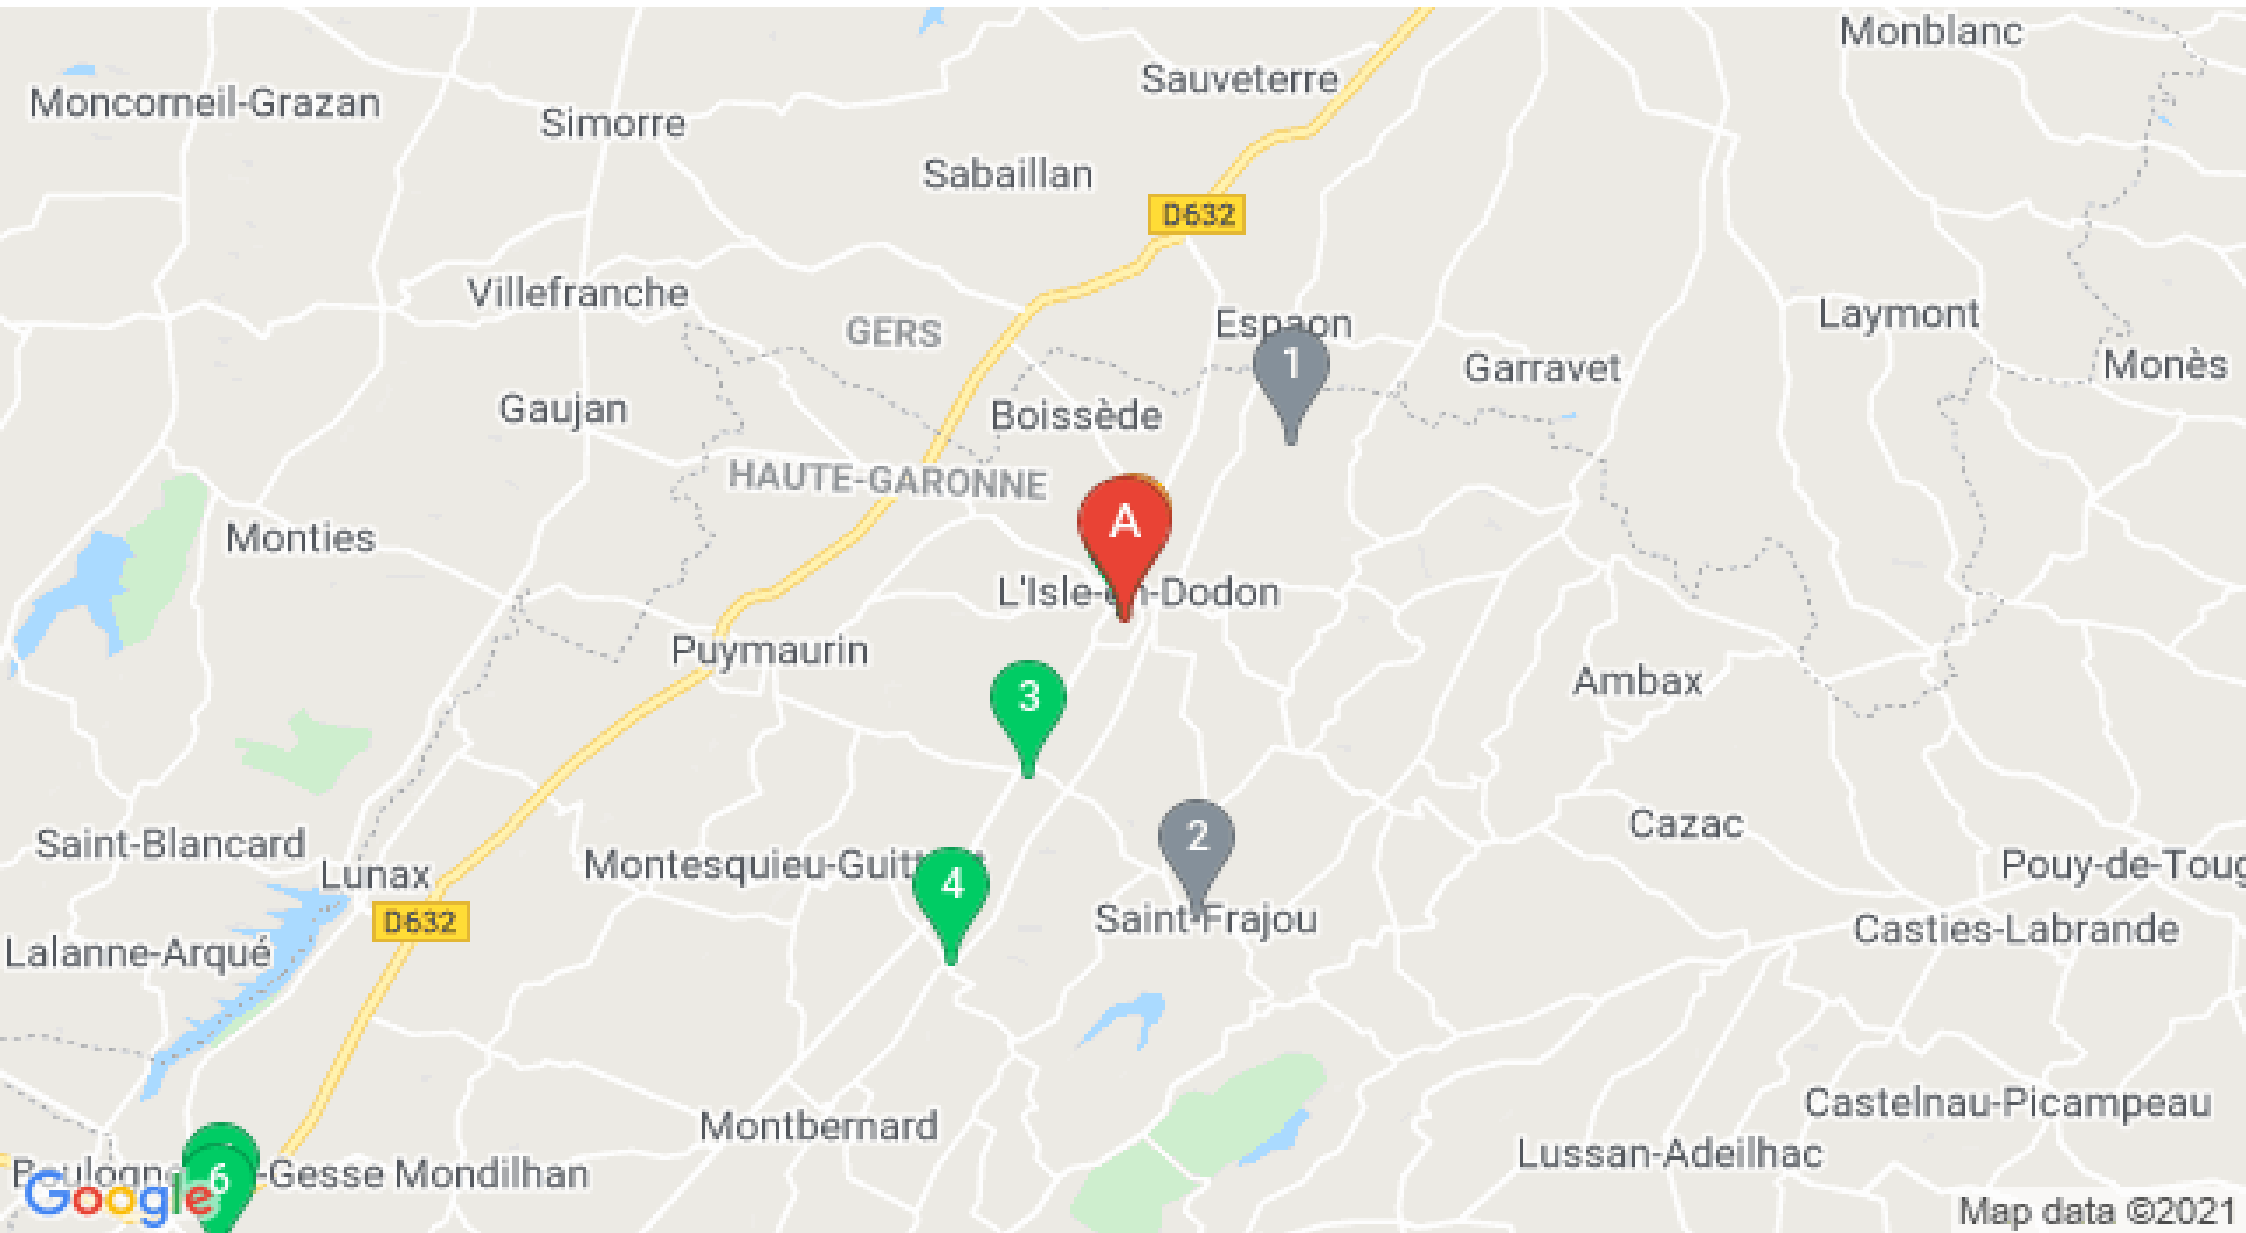 Monblanc
Sauveterre
Moncorneil-Grazan
Simorre
Sabaillan
D632
Villefranche
Laymont
Espaon
GERS
1
Monès
Garravet
Gaujan
Boissède
HAUTE-GARONNE
A
Monties
L'Isle-en-Dodon
Puymaurin
Ambax
3
Cazac
2
Saint-Blancard
Montesquieu-Guit
Pouy-de-Toug
Lunax
4
D632
Saint-Frajou
Casties-Labrande
Lalanne-Arqué
Castelnau-Picampeau
Montbernard
Lussan-Adeilhac
-Gesse Mondilhan
6
Google
Map data ©2021